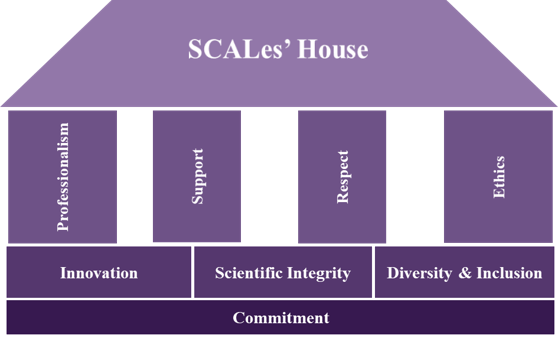 SCALes’ House
Professionalism
Support
Respect
Ethics
Innovation
Scientific Integrity
Diversity & Inclusion
Commitment